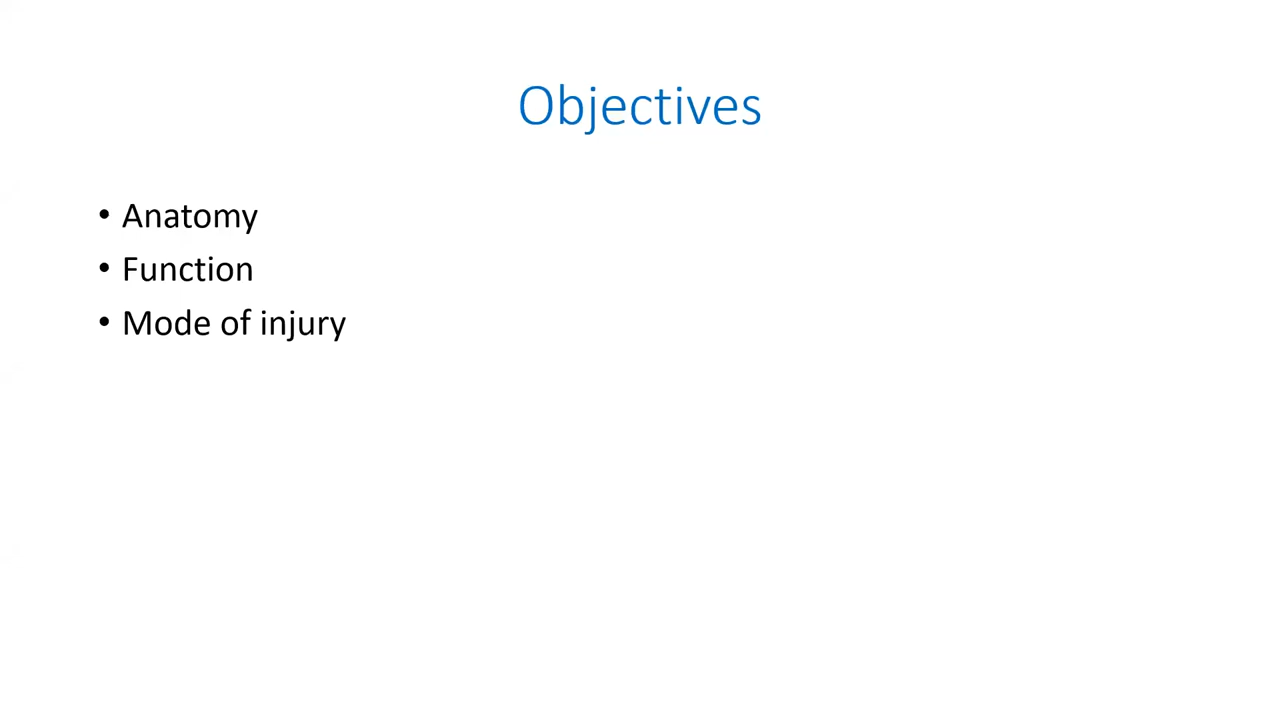 Objectives
• Anatomy
• Function
• Mode of injury